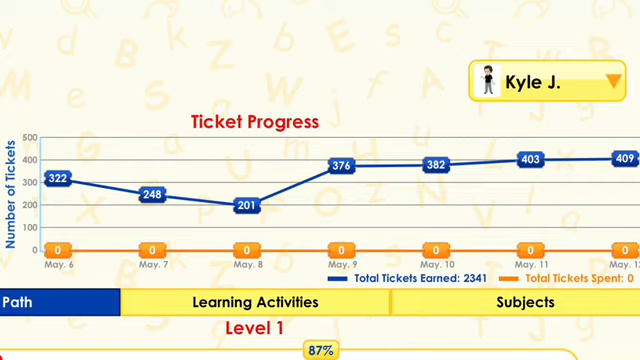 Kyle J.
Ticket Progress
Number of Tickets
500
400
300
200
100
0
322
248
201
376
382
403
409
0
0
0
0
0
0
0
May. 6
May. 7
May. 8
May. 9
May. 10
May. 11
May.
Total Tickets Earned: 2341
Total Tickets Spent: 0
Path
Learning Activities
Subjects
Level 1
87%